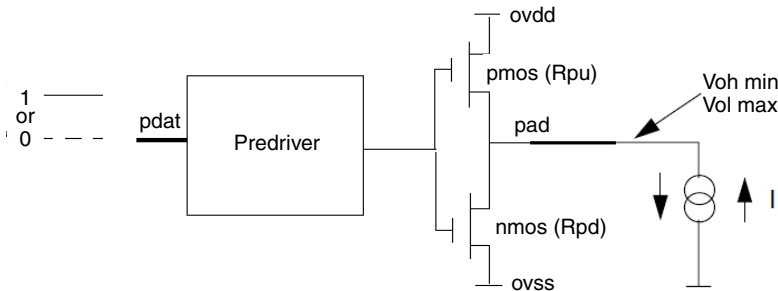 ovdd
pmos (Rpu)
Voh min
Vol max
1
or
0
pdat
Predriver
pad
I
nmos (Rpd)
ovss